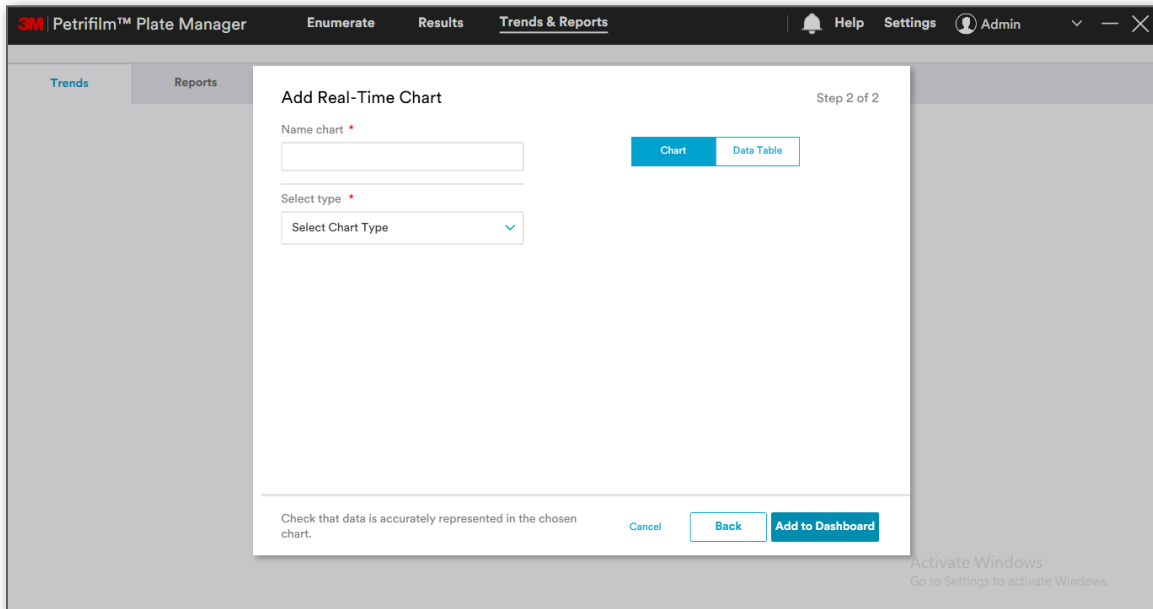 3M Petrifilm™ Plate Manager Enumerate Results Trends & Reports Help Settings Admin
Trends Reports
Add Real-Time Chart Step 2 of 2
Name chart *
Chart Data Table
Select type *
Select Chart Type
Check that data is accurately represented in the chosen
chart.
Cancel Back Add to Dashboard
Activate Windows
Go to Settings to activate Windows.